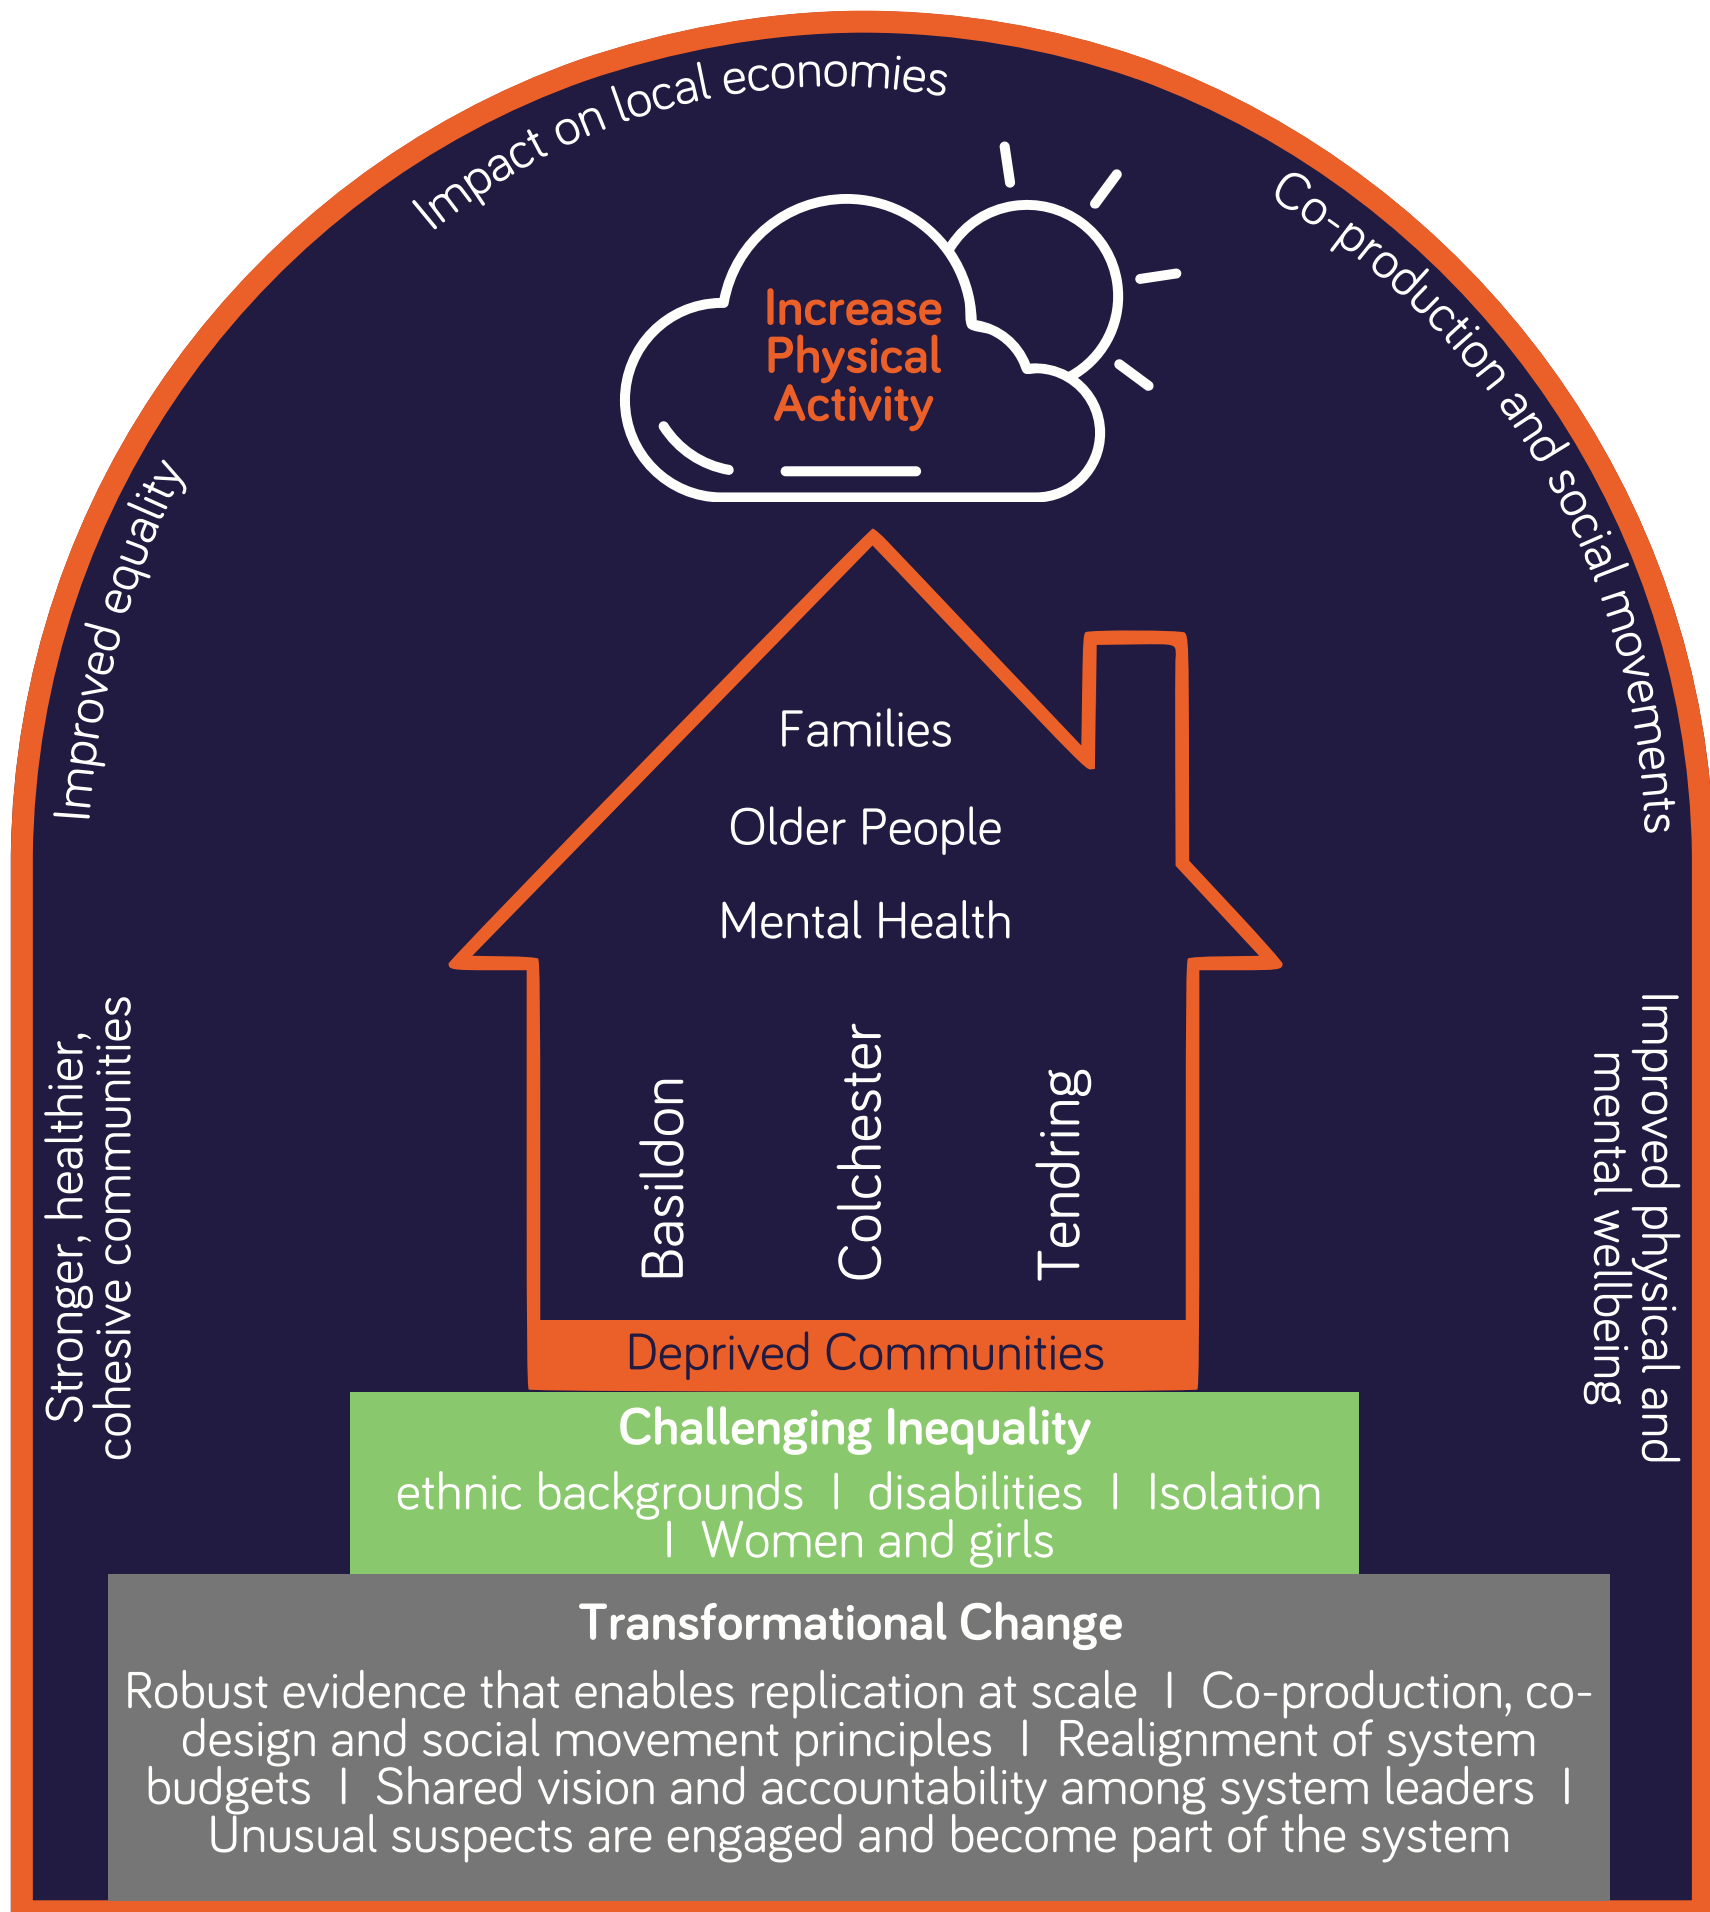 Impact on local economies
Co-production and social movements
Improved equality
Stronger, healthier,
cohesive communities
Improved physical and
mental wellbeing
Increase
Physical
Activity
Families
Older People
Mental Health
Basildon
Colchester
Tendring
Deprived Communities
Challenging Inequality
ethnic backgrounds | disabilities | Isolation
| Women and girls
Transformational Change
Robust evidence that enables replication at scale | Co-production, co-
design and social movement principles | Realignment of system
budgets | Shared vision and accountability among system leaders |
Unusual suspects are engaged and become part of the system